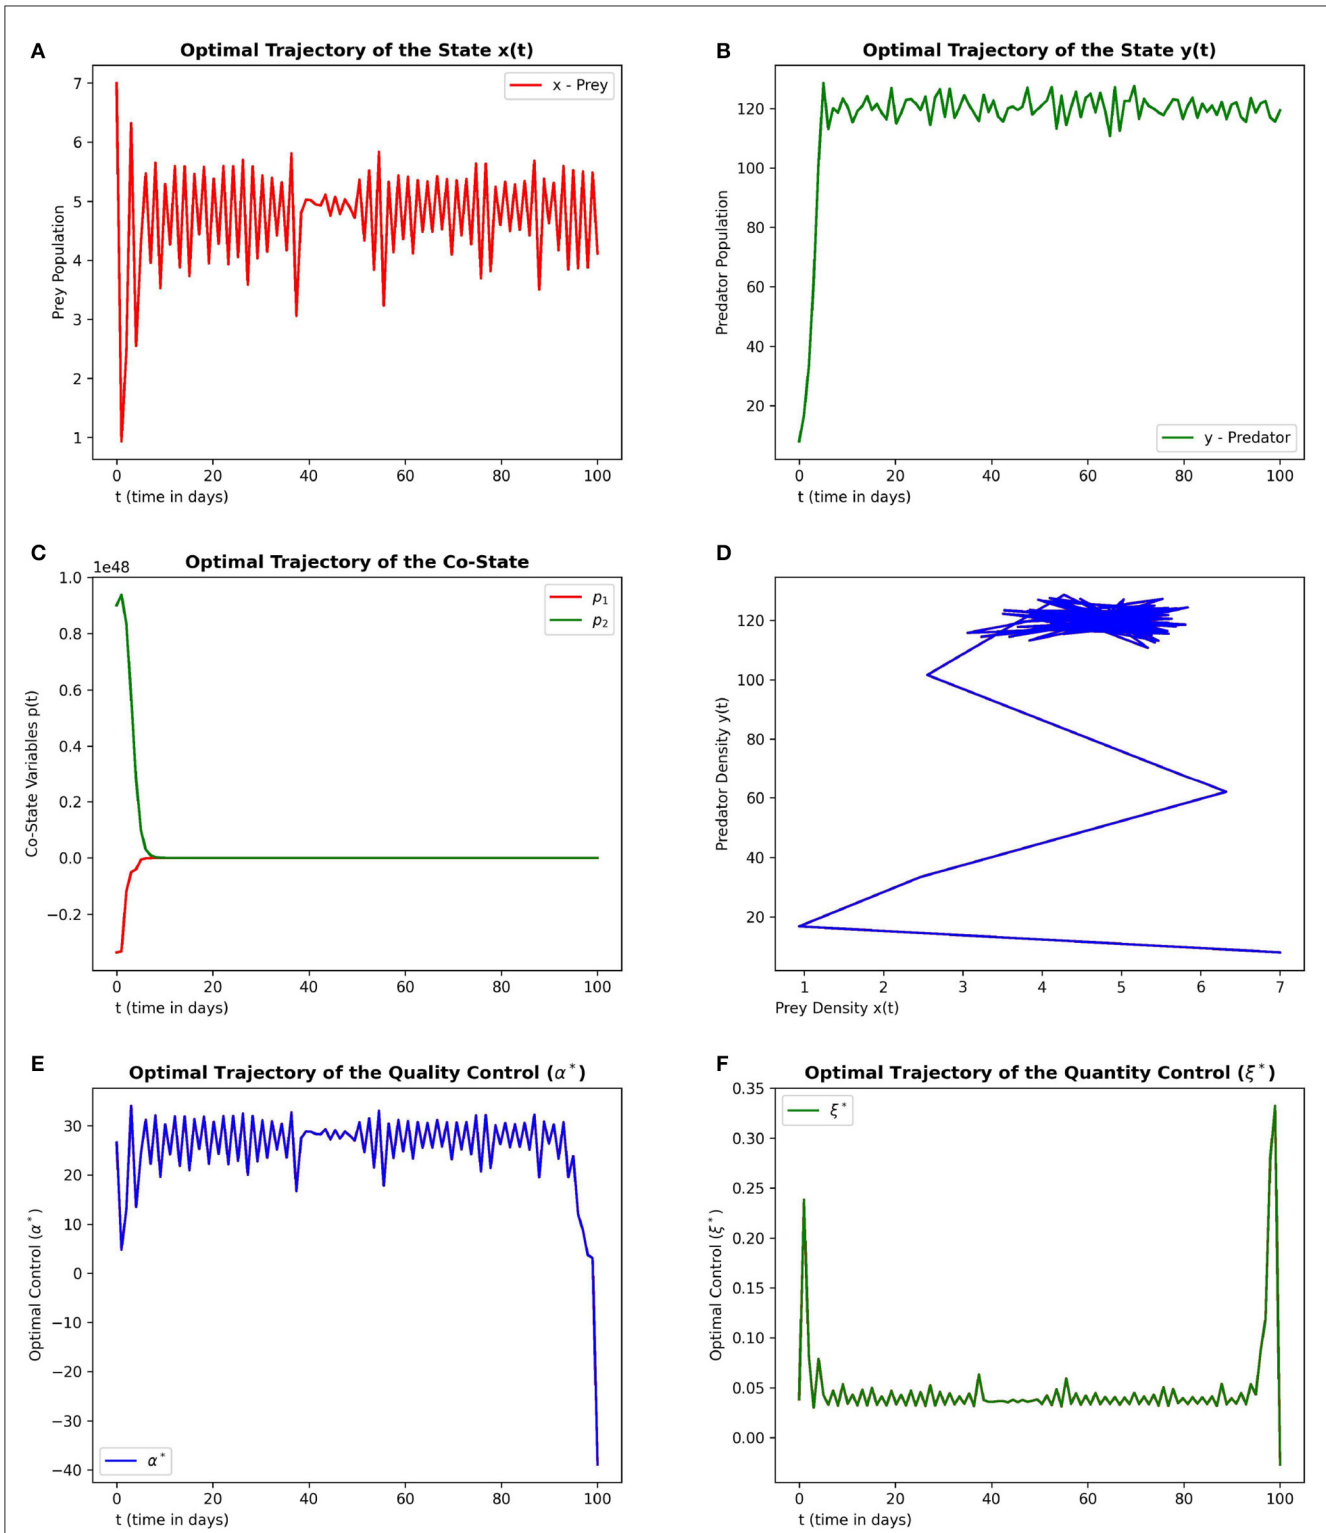 A
Optimal Trajectory of the State x(t)
x - Prey
7
6
5
4
3
2
1
Prey Population
0 20 40 60 80 100
t (time in days)
B
Optimal Trajectory of the State y(t)
120
100
80
60
40
20
Predator Population
y - Predator
0 20 40 60 80 100
t (time in days)
C
1e48
Optimal Trajectory of the Co-State
p₁
p₂
1.0
0.8
0.6
0.4
0.2
0.0
−0.2
Co-State Variables p(t)
0 20 40 60 80 100
t (time in days)
D
120
100
80
60
40
20
Predator Density y(t)
1 2 3 4 5 6 7
Prey Density x(t)
E
Optimal Trajectory of the Quality Control (α*)
30
20
10
0
−10
−20
−30
−40
Optimal Control (α*)
α*
0 20 40 60 80 100
t (time in days)
F
Optimal Trajectory of the Quantity Control (ξ*)
ξ*
0.35
0.30
0.25
0.20
0.15
0.10
0.05
0.00
Optimal Control (ξ*)
0 20 40 60 80 100
t (time in days)